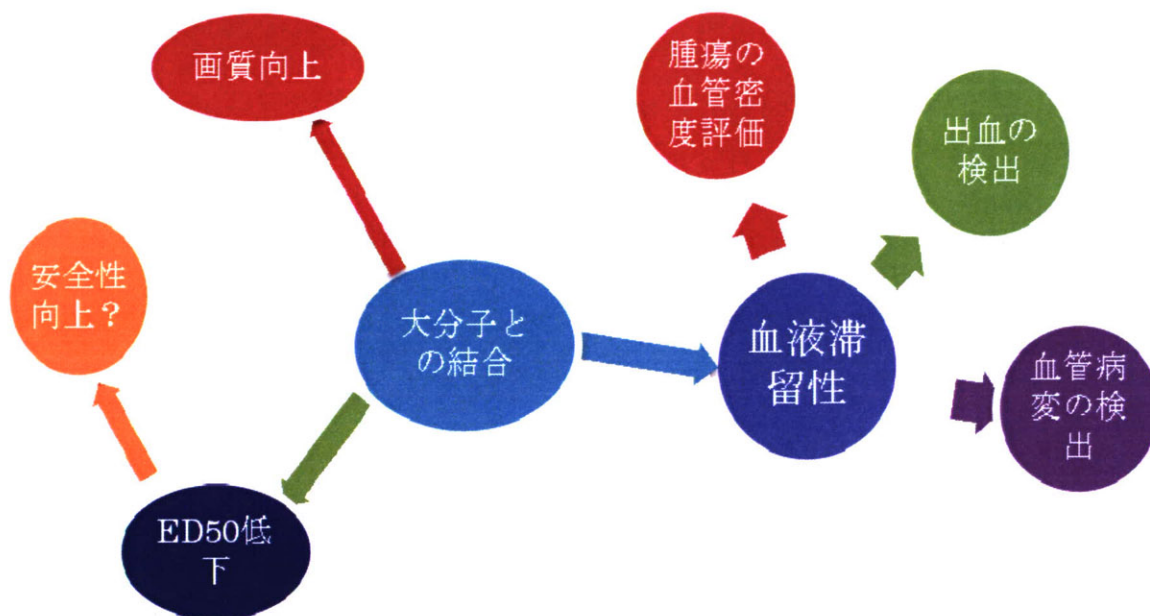 画質向上
腫瘍の
血管密
度評価
出血の
検出
安全性
向上？
大分子と
の結合
血液滞
留性
血管病
変の検
出
ED50低
下